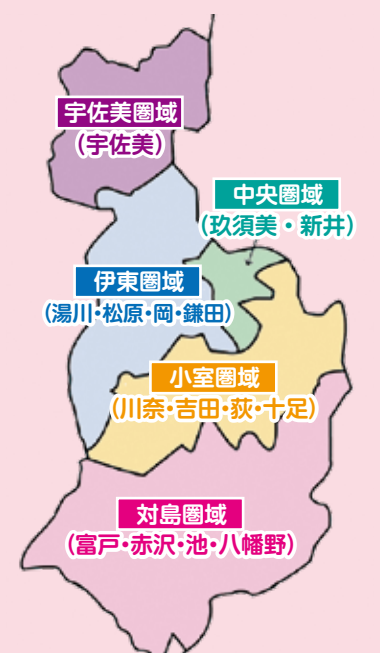 宇佐美圏域
(宇佐美)
中央圏域
(玖須美・新井)
伊東圏域
(湯川・松原・岡・鎌田)
小室圏域
(川奈・吉田・荻・十足)
対島圏域
(富戸・赤沢・池・八幡野)